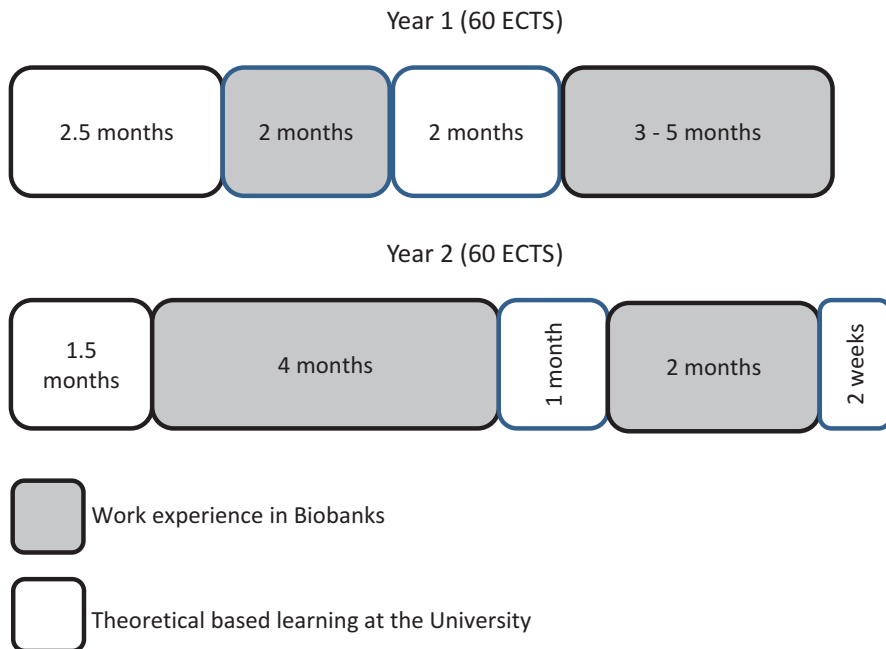 Year 1 (60 ECTS)
2.5 months
2 months
2 months
3 - 5 months
Year 2 (60 ECTS)
1.5
months
4 months
1 month
2 months
2 weeks
Work experience in Biobanks
Theoretical based learning at the University